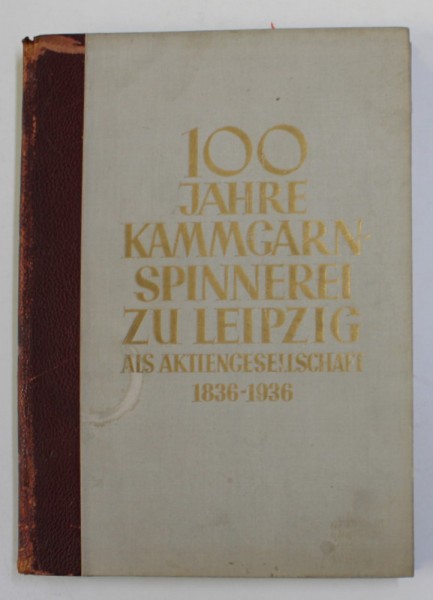 100
JAHRE
KAMMGARN-
SPINNEREI
ZU LEIPZIG
ALS AKTIENGESELLSCHAFT
1836-1936